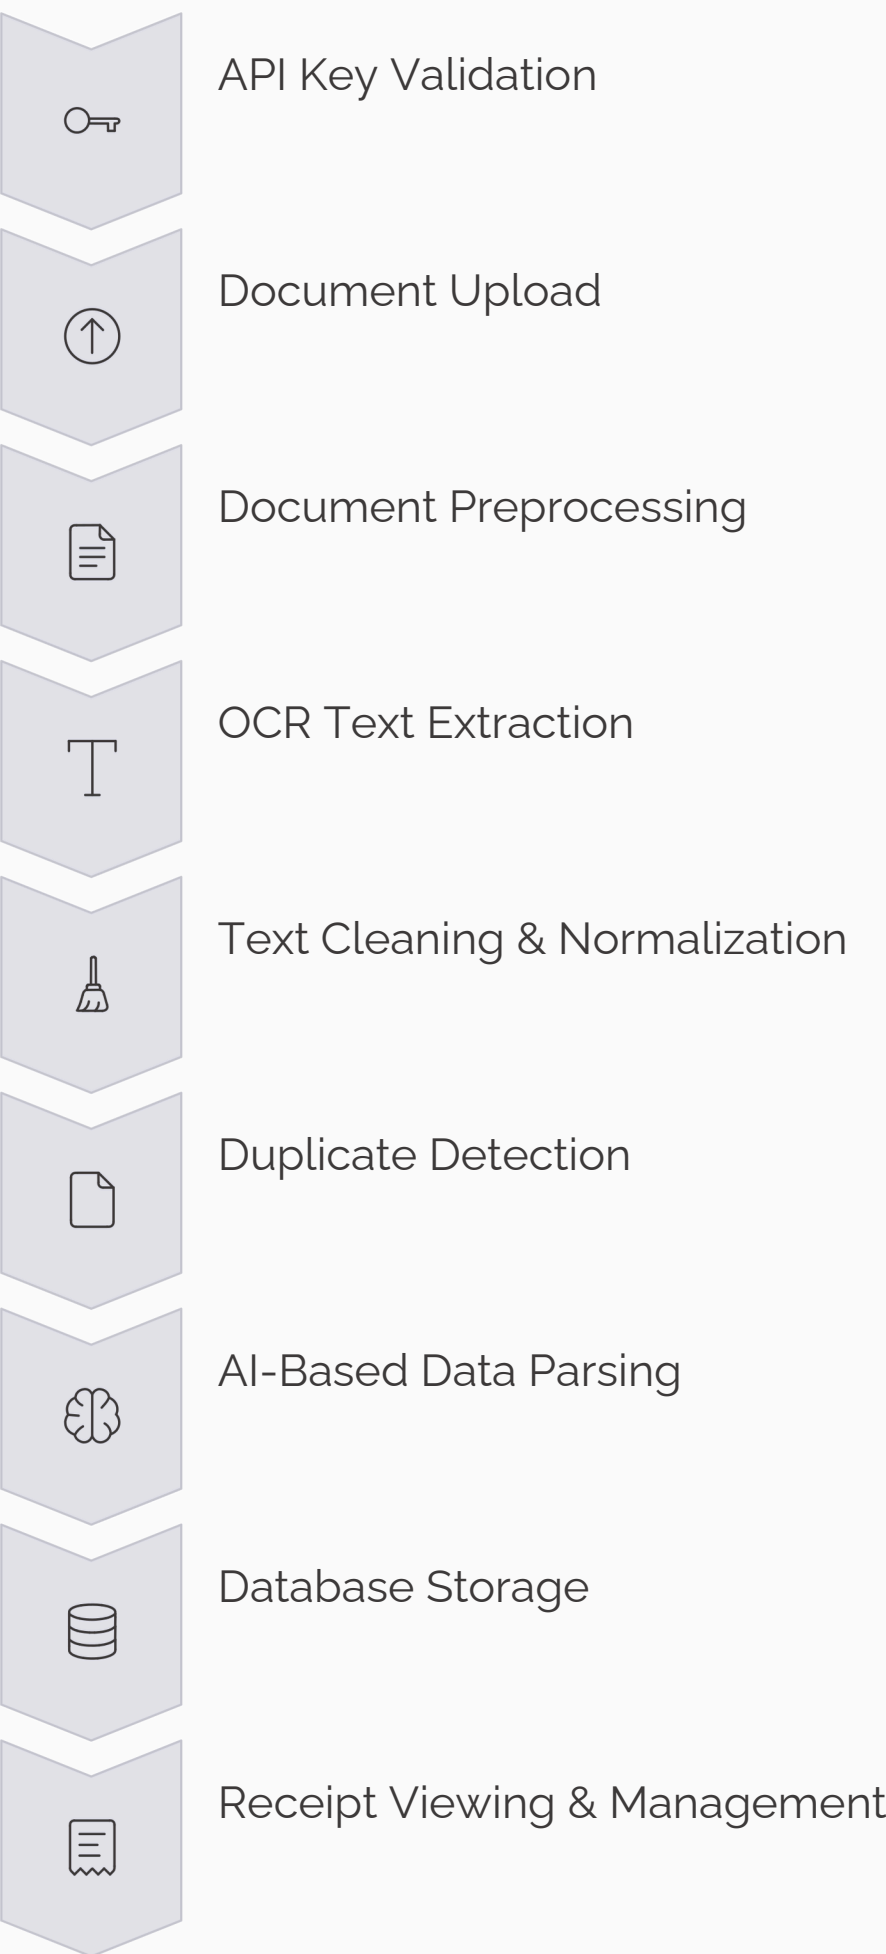 API Key Validation
Document Upload
Document Preprocessing
OCR Text Extraction
Text Cleaning & Normalization
Duplicate Detection
AI-Based Data Parsing
Database Storage
Receipt Viewing & Management